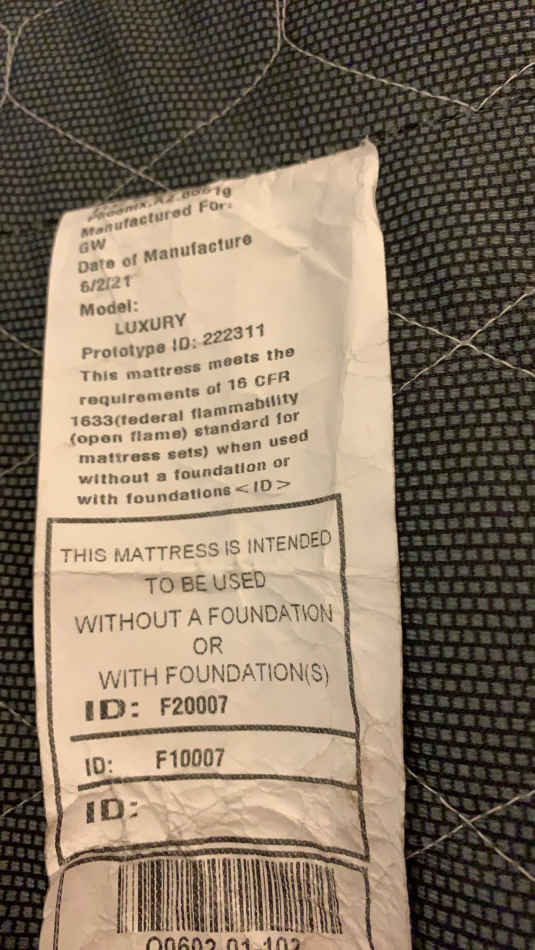 Phoenix, AZ
Manufactured For:
GW
Date of Manufacture
6/2/21
Model:
LUXURY
Prototype ID: 222311
This mattress meets the
requirements of 16 CFR
1633(federal flammability
(open flame) standard for
mattress sets) when used
without a foundation or
with foundations <ID>
THIS MATTRESS IS INTENDED
TO BE USED
WITHOUT A FOUNDATION
OR
WITH FOUNDATION(S)
ID: F20007
ID: F10007
ID: